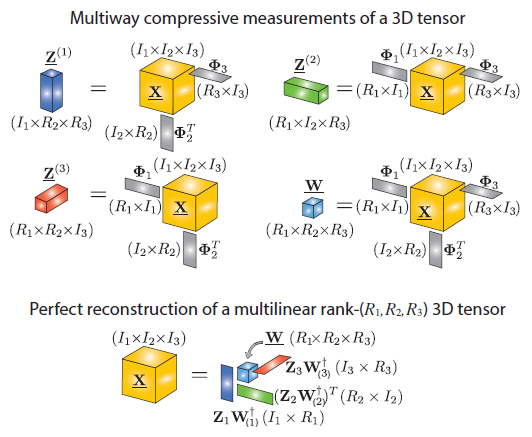 Multiway compressive measurements of a 3D tensor
Z⁽¹⁾ = (I₁×I₂×I₃) X Φ₃ (R₃×I₃)
(I₁×R₂×R₃) (I₂×R₂) Φ₂ᵀ
Z⁽²⁾ = (R₁×I₁) Φ₁ (I₁×I₂×I₃) X Φ₃ (R₃×I₃)
(R₁×I₂×R₃)
Z⁽³⁾ = (R₁×I₁) Φ₁ (I₁×I₂×I₃) X
(R₁×R₂×I₃) (I₂×R₂) Φ₂ᵀ
W = (R₁×I₁) Φ₁ (I₁×I₂×I₃) X Φ₃ (R₃×I₃)
(R₁×R₂×R₃) (I₂×R₂) Φ₂ᵀ
Perfect reconstruction of a multilinear rank-(R₁, R₂, R₃) 3D tensor
(I₁×I₂×I₃) W (R₁×R₂×R₃)
X = Z₃W†₍₃₎ (I₃ × R₃)
(Z₂W†₍₂₎)ᵀ (R₂ × I₂)
Z₁W†₍₁₎ (I₁ × R₁)